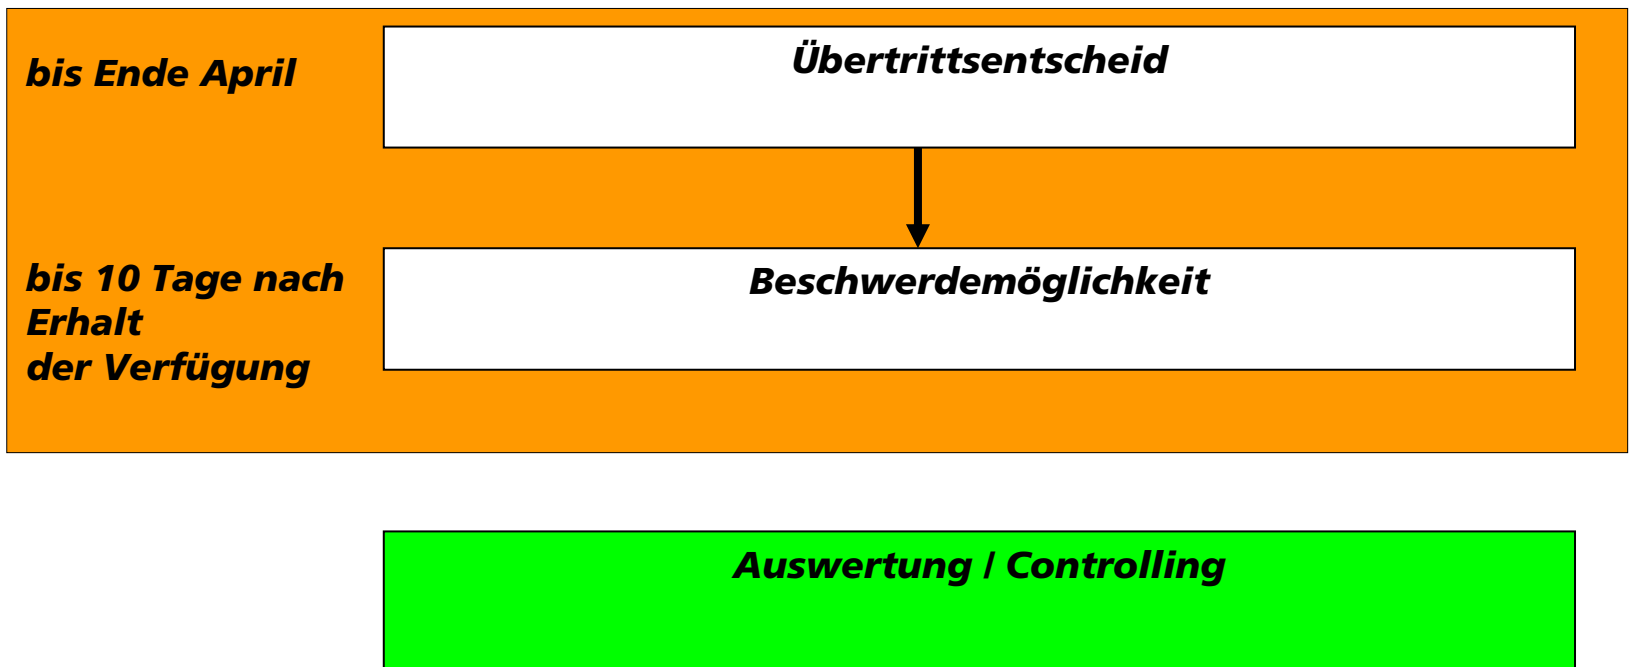 bis Ende April
Übertrittsentscheid
bis 10 Tage nach
Erhalt
der Verfügung
Beschwerdemöglichkeit
Auswertung / Controlling